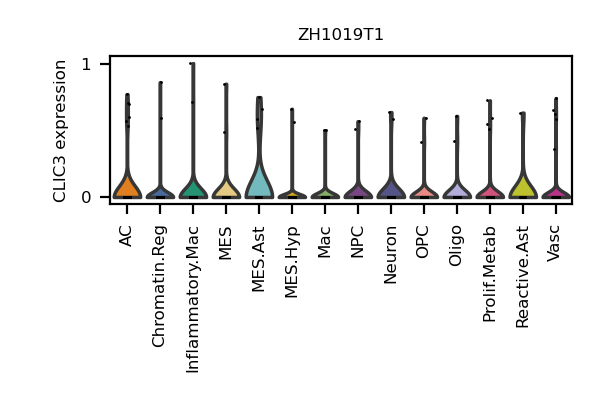 ZH1019T1
CLIC3 expression
1
0
AC
Chromatin.Reg
Inflammatory.Mac
MES
MES.Ast
MES.Hyp
Mac
NPC
Neuron
OPC
Oligo
Prolif.Metab
Reactive.Ast
Vasc